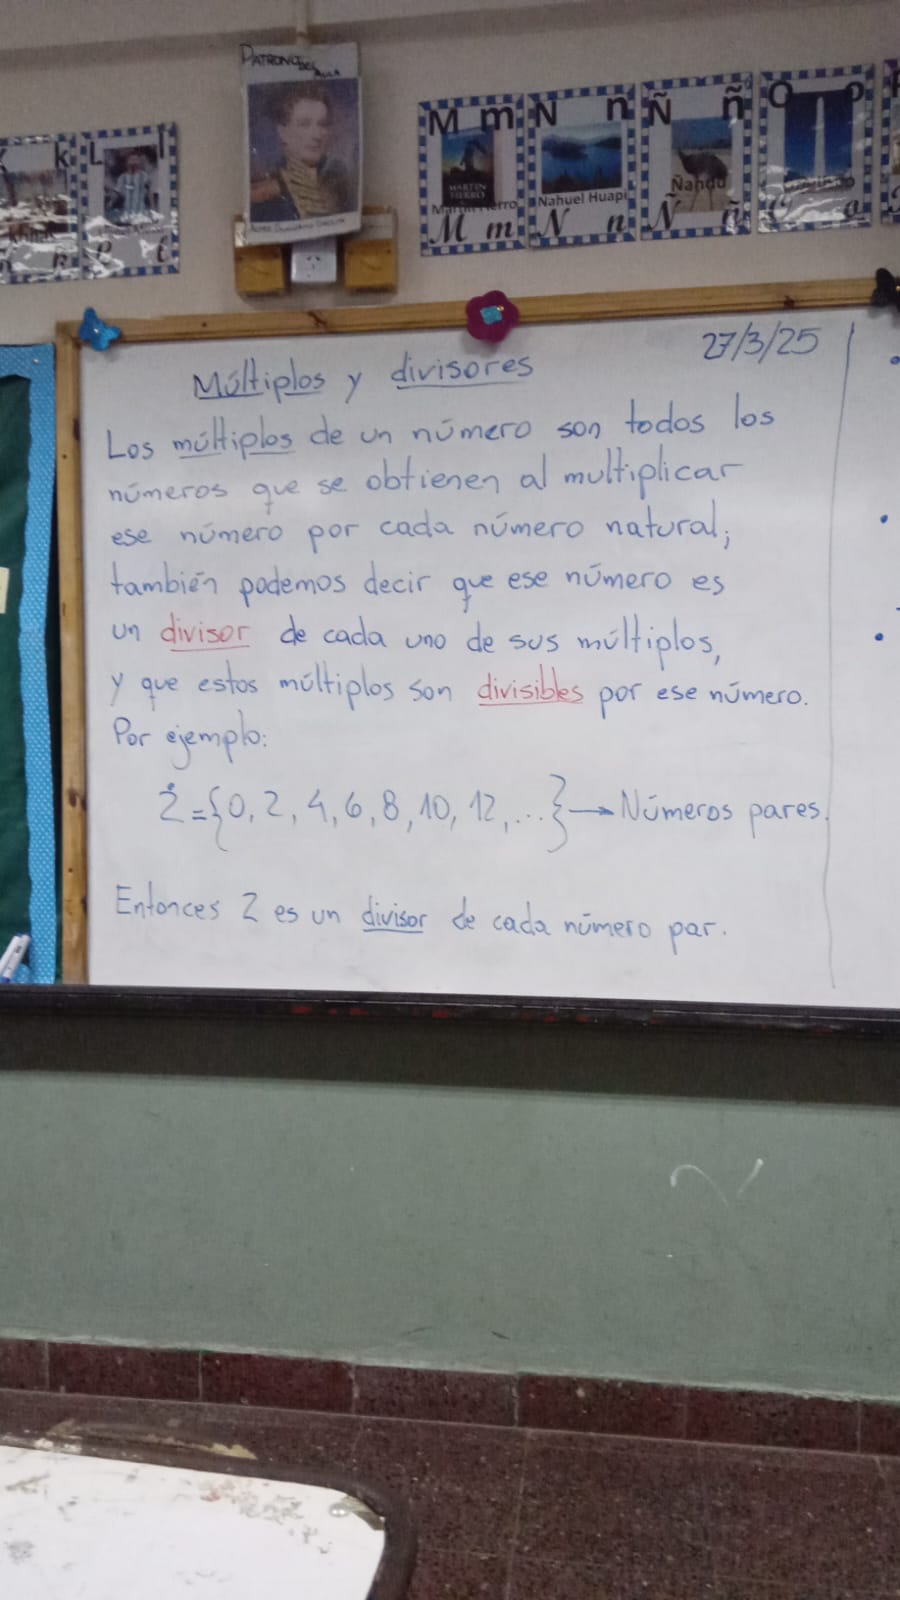 PATRONO DEL AULA
K k
L l
M m
N n
Ñ ñ
O o
MARTÍN FIERRO
Martín Fierro
Nahuel Huapi
Ñandú
M m
N n
Ñ ñ
O o
27/3/25
Múltiplos y divisores
Los múltiplos de un número son todos los
números que se obtienen al multiplicar
ese número por cada número natural;
también podemos decir que ese número es
un divisor de cada uno de sus múltiplos,
y que estos múltiplos son divisibles por ese número.
Por ejemplo:
2̇ = {0, 2, 4, 6, 8, 10, 12, ...} → Números pares.
Entonces 2 es un divisor de cada número par.